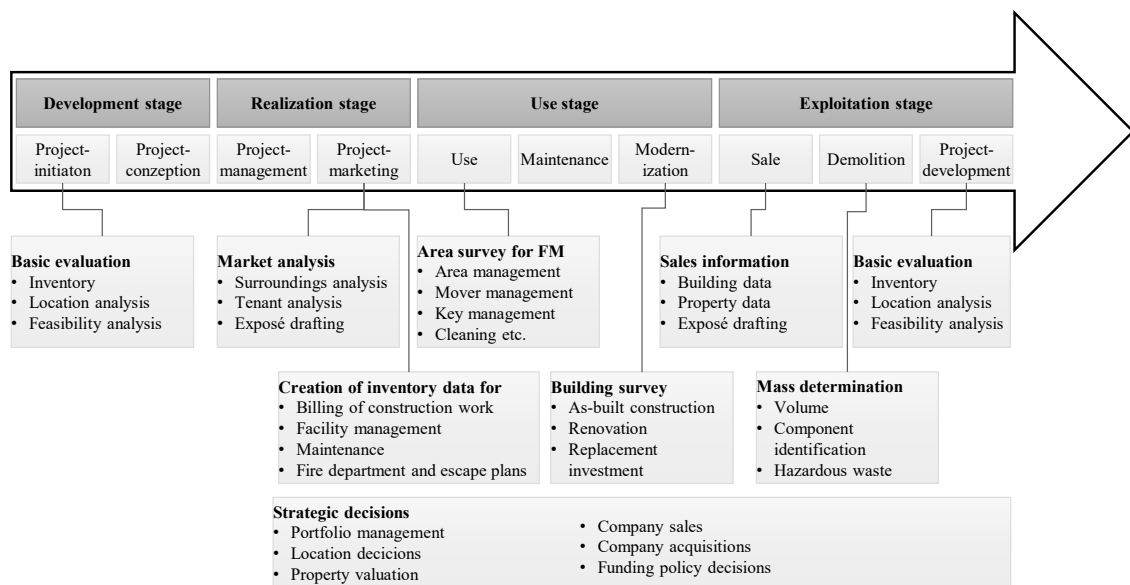 Development stage
Realization stage
Use stage
Exploitation stage
Project-
initiaton
Project-
conzeption
Project-
management
Project-
marketing
Use
Maintenance
Modern-
ization
Sale
Demolition
Project-
development
Basic evaluation
• Inventory
• Location analysis
• Feasibility analysis
Market analysis
• Surroundings analysis
• Tenant analysis
• Exposé drafting
Area survey for FM
• Area management
• Mover management
• Key management
• Cleaning etc.
Sales information
• Building data
• Property data
• Exposé drafting
Basic evaluation
• Inventory
• Location analysis
• Feasibility analysis
Creation of inventory data for
• Billing of construction work
• Facility management
• Maintenance
• Fire department and escape plans
Building survey
• As-built construction
• Renovation
• Replacement
investment
Mass determination
• Volume
• Component
identification
• Hazardous waste
Strategic decisions
• Portfolio management
• Location decicions
• Property valuation
• Company sales
• Company acquisitions
• Funding policy decisions